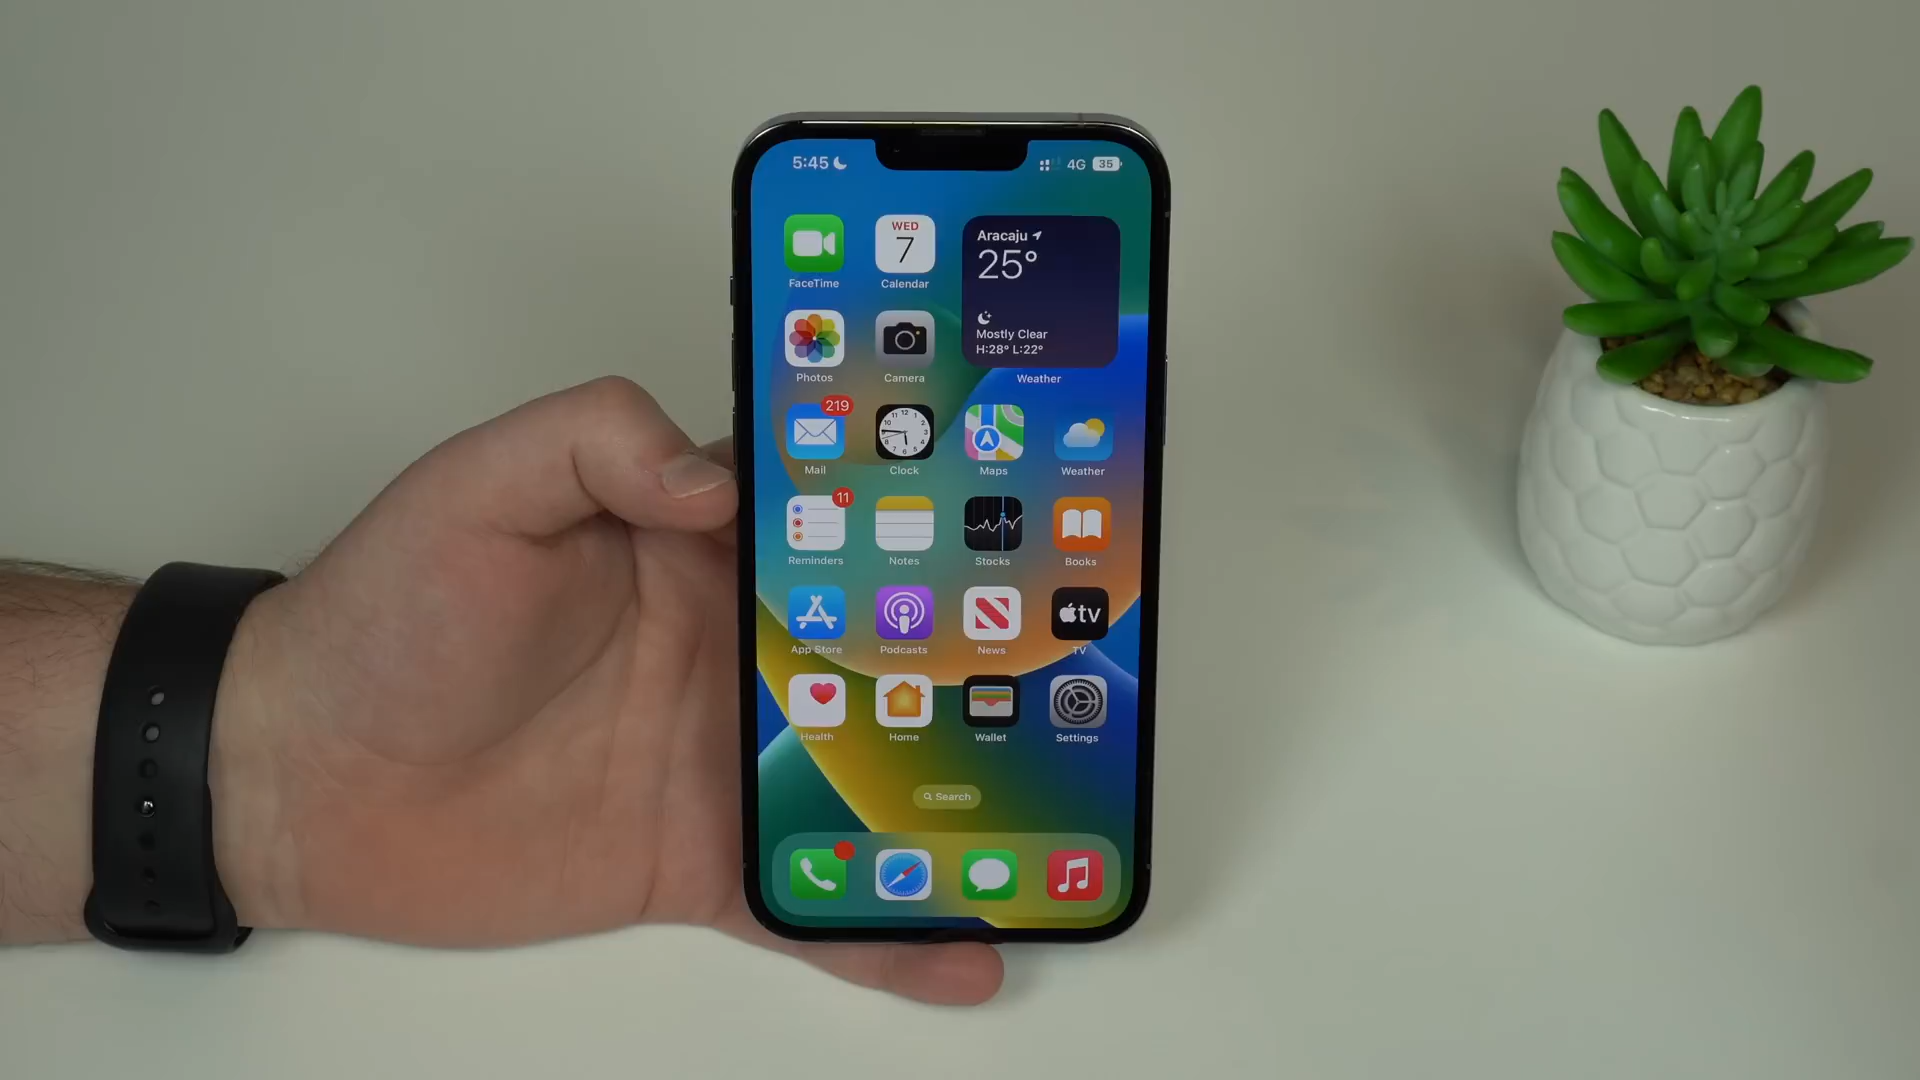 5:45
4G 35
WED
7
Aracaju
25°
Mostly Clear
H:28° L:22°
FaceTime
Calendar
Photos
Camera
Weather
219
Mail
Clock
Maps
Weather
11
Reminders
Notes
Stocks
Books
tv
App Store
Podcasts
News
TV
Health
Home
Wallet
Settings
Search